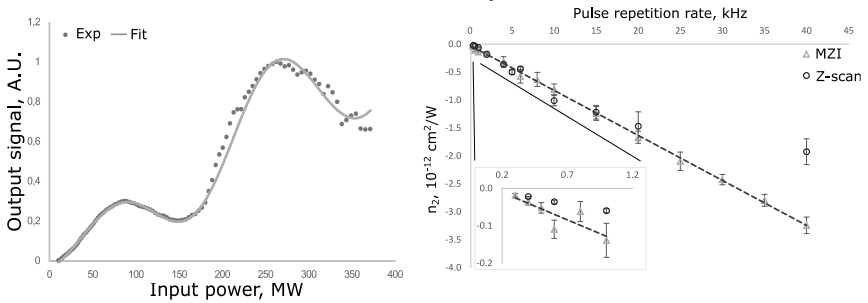 1,2
1
0,8
0,6
0,4
0,2
0
0 50 100 150 200 250 300 350 400
Output signal, A.U.
Input power, MW
Exp Fit
Pulse repetition rate, kHz
0 5 10 15 20 25 30 35 40 45
0.0
-0.5
-1.0
-1.5
-2.0
-2.5
-3.0
-3.5
-4.0
n₂, 10⁻¹² cm²/W
MZI
Z-scan
0.2 0.7 1.2
0.0
-0.1
-0.2